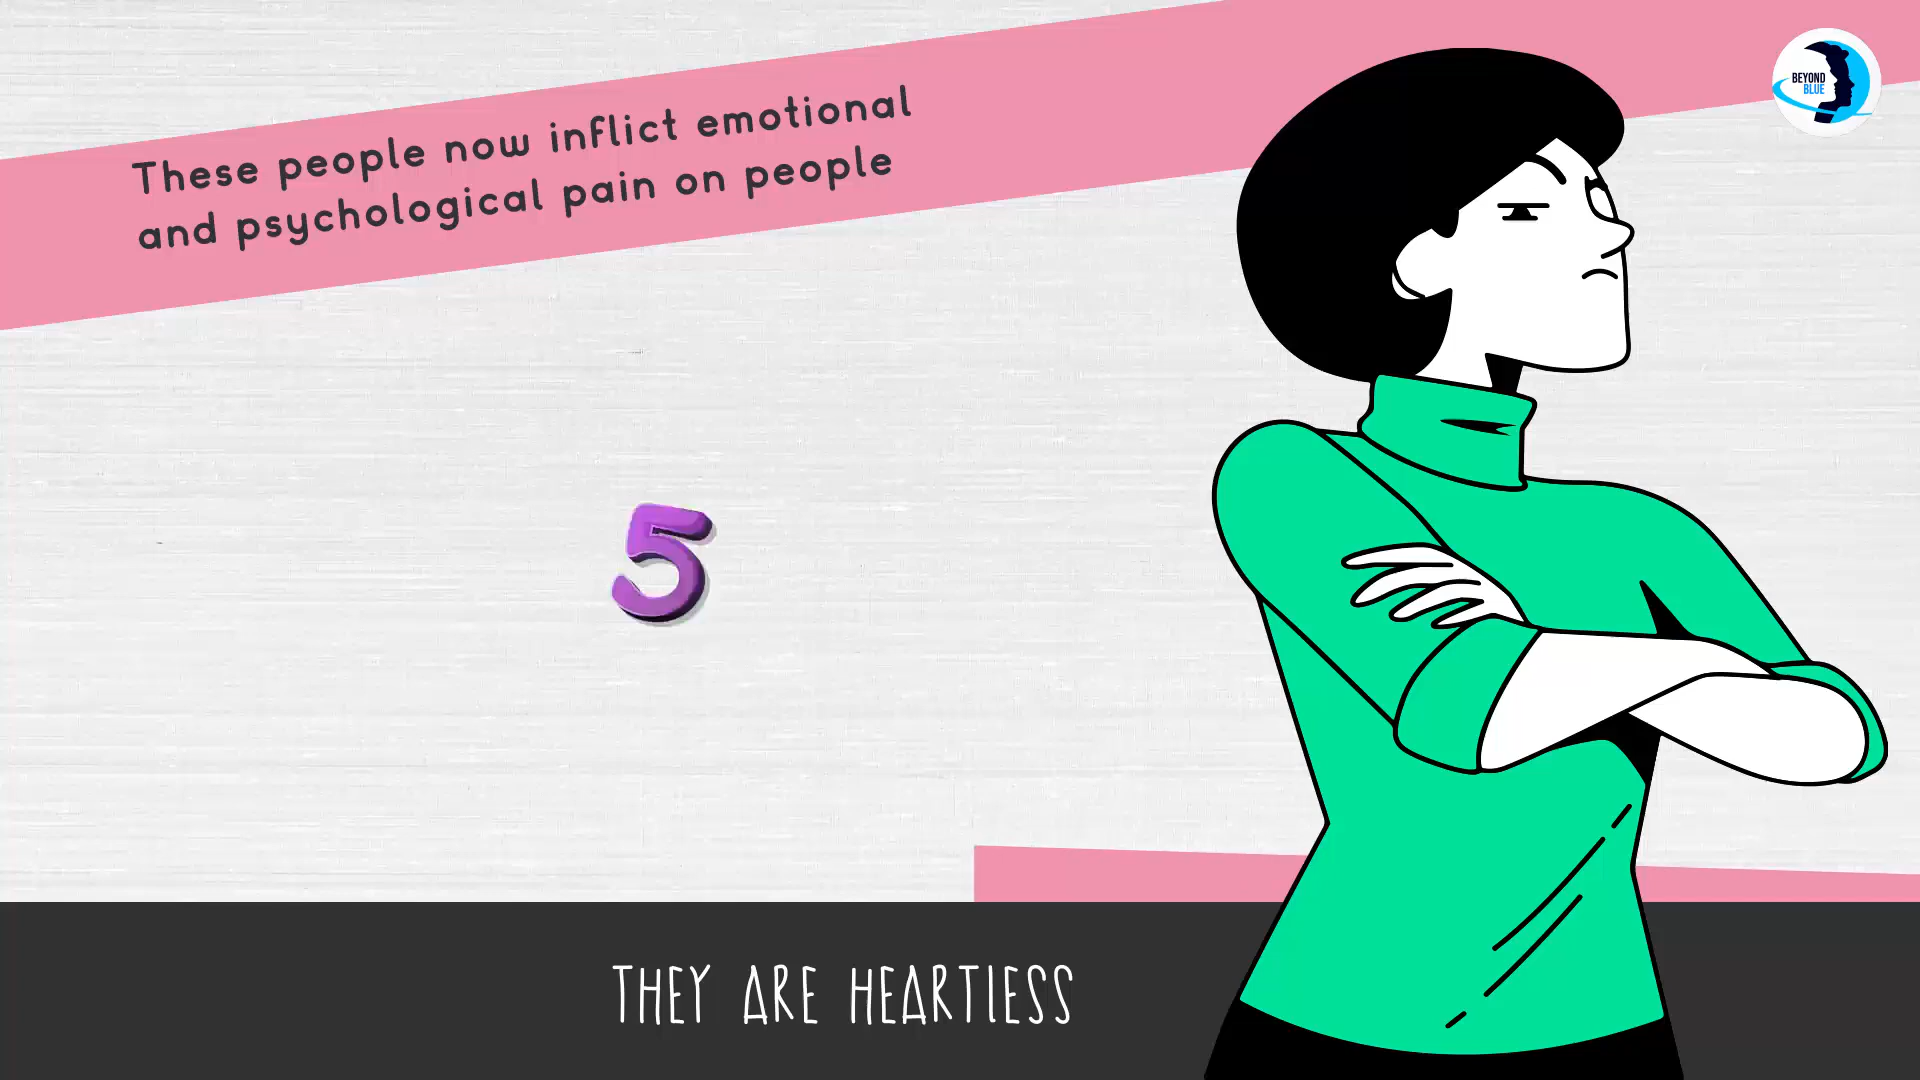 These people now inflict emotional
and psychological pain on people
BEYOND
BLUE
5
THEY ARE HEARTLESS